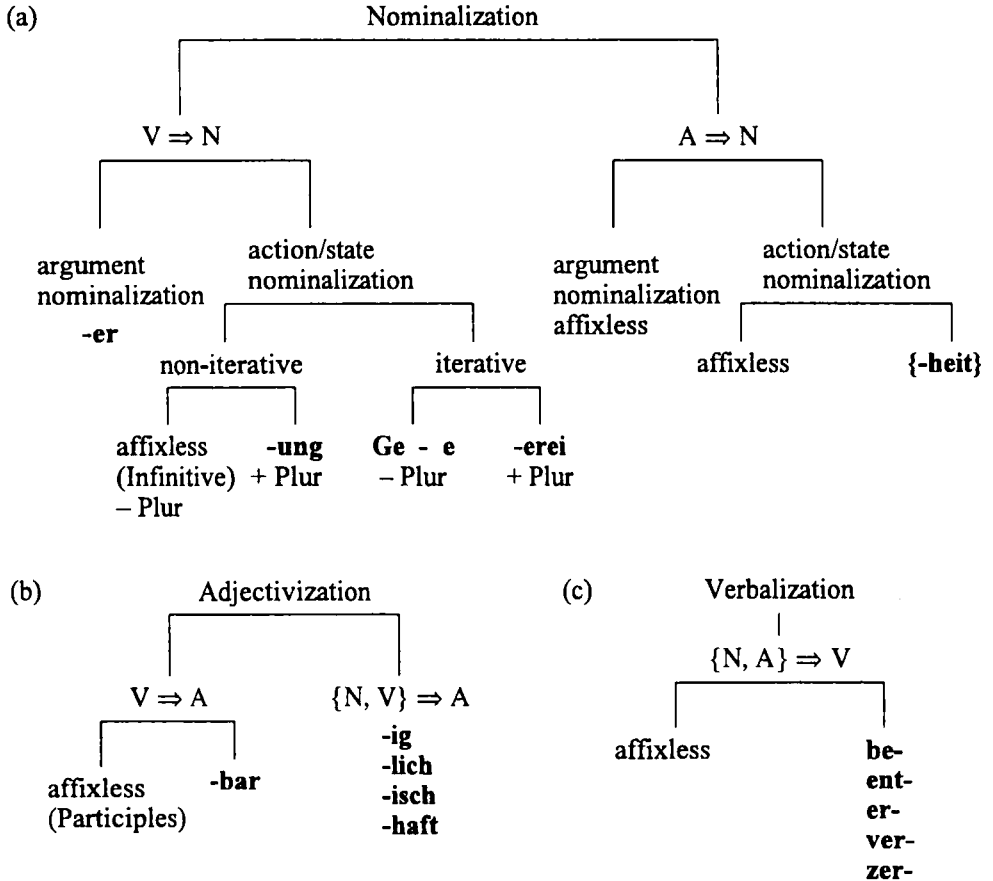 (a) Nominalization
V ⇒ N A ⇒ N
argument nominalization -er
action/state nominalization
argument nominalization affixless
action/state nominalization
non-iterative iterative affixless {-heit}
affixless (Infinitive) – Plur
-ung + Plur
Ge - e – Plur
-erei + Plur
(b) Adjectivization
V ⇒ A {N, V} ⇒ A
affixless (Participles)
-bar
-ig
-lich
-isch
-haft
(c) Verbalization
{N, A} ⇒ V
affixless
be-
ent-
er-
ver-
zer-